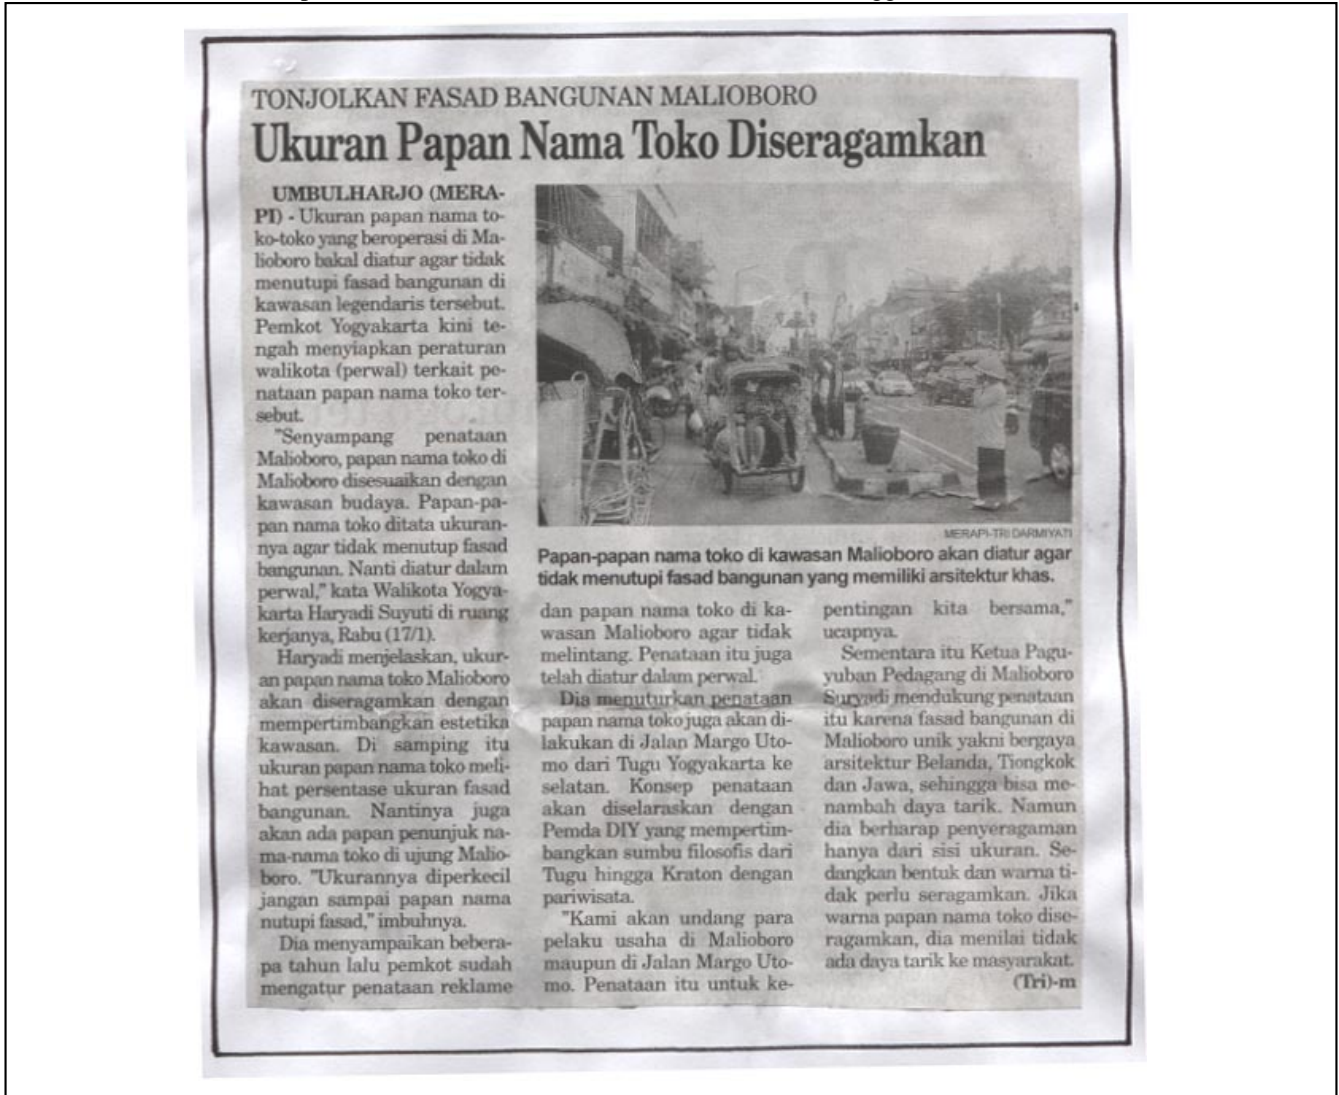 TONJOLKAN FASAD BANGUNAN MALIOBORO
Ukuran Papan Nama Toko Diseragamkan
UMBULHARJO (MERA-
PI) - Ukuran papan nama to-
ko-toko yang beroperasi di Ma-
lioboro bakal diatur agar tidak
menutupi fasad bangunan di
kawasan legendaris tersebut.
Pemkot Yogyakarta kini te-
ngah menyiapkan peraturan
walikota (perwal) terkait pe-
nataan papan nama toko ter-
sebut.
"Senyampang penataan
Malioboro, papan nama toko di
Malioboro disesuaikan dengan
kawasan budaya. Papan-pa-
pan nama toko ditata ukuran-
nya agar tidak menutup fasad
bangunan. Nanti diatur dalam
perwal," kata Walikota Yogya-
karta Haryadi Suyuti di ruang
kerjanya, Rabu (17/1).
Haryadi menjelaskan, ukur-
an papan nama toko Malioboro
akan diseragamkan dengan
mempertimbangkan estetika
kawasan. Di samping itu
ukuran papan nama toko meli-
hat persentase ukuran fasad
bangunan. Nantinya juga
akan ada papan penunjuk na-
ma-nama toko di ujung Malio-
boro. "Ukurannya diperkecil
jangan sampai papan nama
nutupi fasad," imbuhnya.
Dia menyampaikan bebera-
pa tahun lalu pemkot sudah
mengatur penataan reklame
MERAPI-TRI DARMIYATI
Papan-papan nama toko di kawasan Malioboro akan diatur agar
tidak menutupi fasad bangunan yang memiliki arsitektur khas.
dan papan nama toko di ka-
wasan Malioboro agar tidak
melintang. Penataan itu juga
telah diatur dalam perwal.
Dia menuturkan penataan
papan nama toko juga akan di-
lakukan di Jalan Margo Uto-
mo dari Tugu Yogyakarta ke
selatan. Konsep penataan
akan diselaraskan dengan
Pemda DIY yang mempertim-
bangkan sumbu filosofis dari
Tugu hingga Kraton dengan
pariwisata.
"Kami akan undang para
pelaku usaha di Malioboro
maupun di Jalan Margo Uto-
mo. Penataan itu untuk ke-
pentingan kita bersama,"
ucapnya.
Sementara itu Ketua Pagu-
yuban Pedagang di Malioboro
Suryadi mendukung penataan
itu karena fasad bangunan di
Malioboro unik yakni bergaya
arsitektur Belanda, Tiongkok
dan Jawa, sehingga bisa me-
nambah daya tarik. Namun
dia berharap penyeragaman
hanya dari sisi ukuran. Se-
dangkan bentuk dan warna ti-
dak perlu seragamkan. Jika
warna papan nama toko dise-
ragamkan, dia menilai tidak
ada daya tarik ke masyarakat.
(Tri)-m